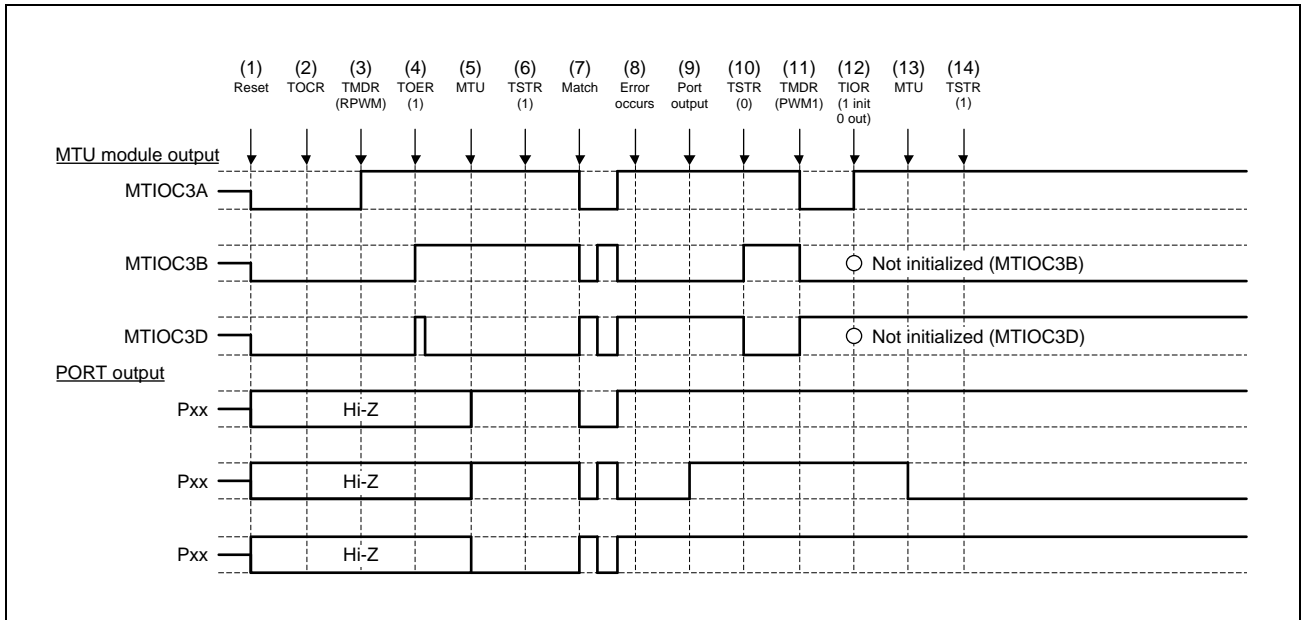 (1) (2) (3) (4) (5) (6) (7) (8) (9) (10) (11) (12) (13) (14)
Reset TOCR TMDR TOER MTU TSTR Match Error Port TSTR TMDR TIOR MTU TSTR
(RPWM) (1) (1) occurs output (0) (PWM1) (1 init (1)
0 out)
MTU module output
MTIOC3A
MTIOC3B Not initialized (MTIOC3B)
MTIOC3D Not initialized (MTIOC3D)
PORT output
Pxx Hi-Z
Pxx Hi-Z
Pxx Hi-Z